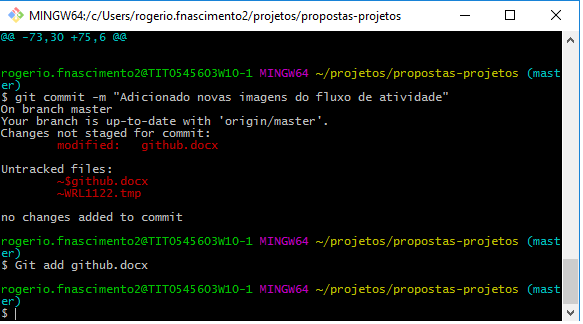 MINGW64:/c/Users/rogerio.fnascimento2/projetos/propostas-projetos
@@ -73,30 +75,6 @@
rogerio.fnascimento2@TIT0545603W10-1 MINGW64 ~/projetos/propostas-projetos (mast
er)
$ git commit -m "Adicionado novas imagens do fluxo de atividade"
On branch master
Your branch is up-to-date with 'origin/master'.
Changes not staged for commit:
modified: github.docx
Untracked files:
~$github.docx
~WRL1122.tmp
no changes added to commit
rogerio.fnascimento2@TIT0545603W10-1 MINGW64 ~/projetos/propostas-projetos (mast
er)
$ Git add github.docx
rogerio.fnascimento2@TIT0545603W10-1 MINGW64 ~/projetos/propostas-projetos (mast
er)
$